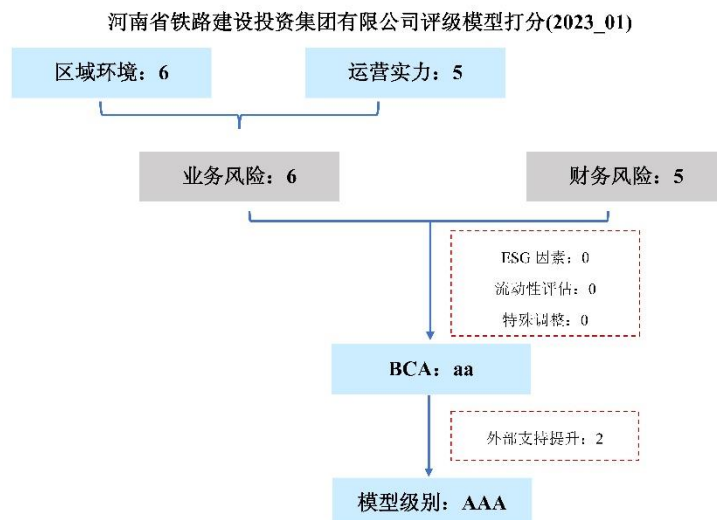 河南省铁路建设投资集团有限公司评级模型打分(2023_01)
区域环境：6
运营实力：5
业务风险：6
财务风险：5
ESG 因素：0
流动性评估：0
特殊调整：0
BCA：aa
外部支持提升：2
模型级别：AAA